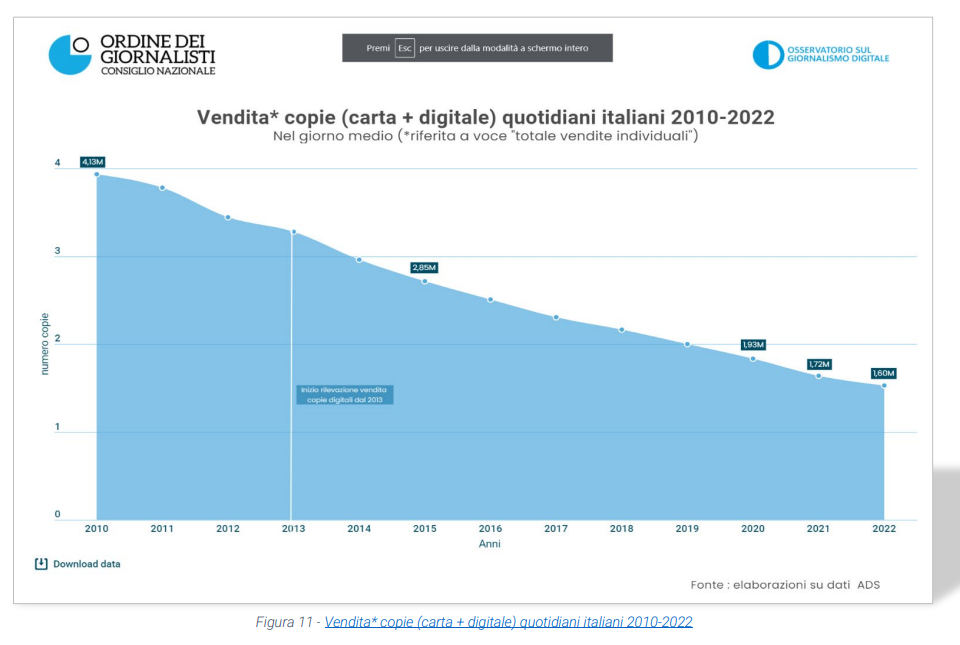 ORDINE DEI
GIORNALISTI
CONSIGLIO NAZIONALE
Premi Esc per uscire dalla modalità a schermo intero
OSSERVATORIO SUL
GIORNALISMO DIGITALE
Vendita* copie (carta + digitale) quotidiani italiani 2010-2022
Nel giorno medio (*riferita a voce "totale vendite individuali")
4
4,13M
3
2,85M
numero copie
2
1,93M
1,72M
1,60M
Inizio rilevazione vendita
copie digitali dal 2013
1
0
2010 2011 2012 2013 2014 2015 2016 2017 2018 2019 2020 2021 2022
Anni
Download data
Fonte : elaborazioni su dati ADS
Figura 11 - Vendita* copie (carta + digitale) quotidiani italiani 2010-2022